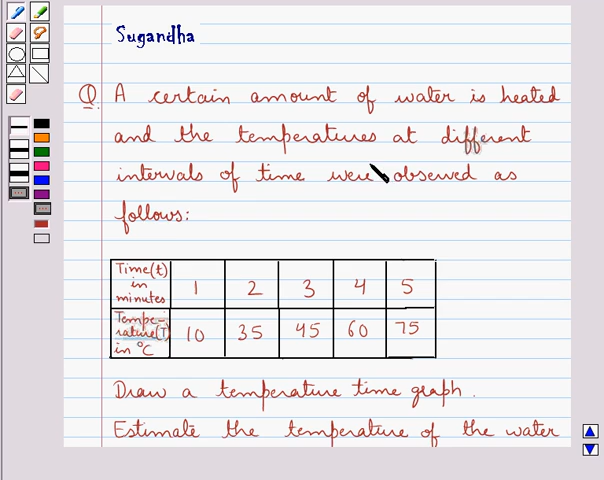 Sugandha
Q. A certain amount of water is heated
and the temperatures at different
intervals of time were observed as
follows:
Time(t) in minutes 1 2 3 4 5
Tempe-rature(T) in °C 10 35 45 60 75
Draw a temperature time graph.
Estimate the temperature of the water